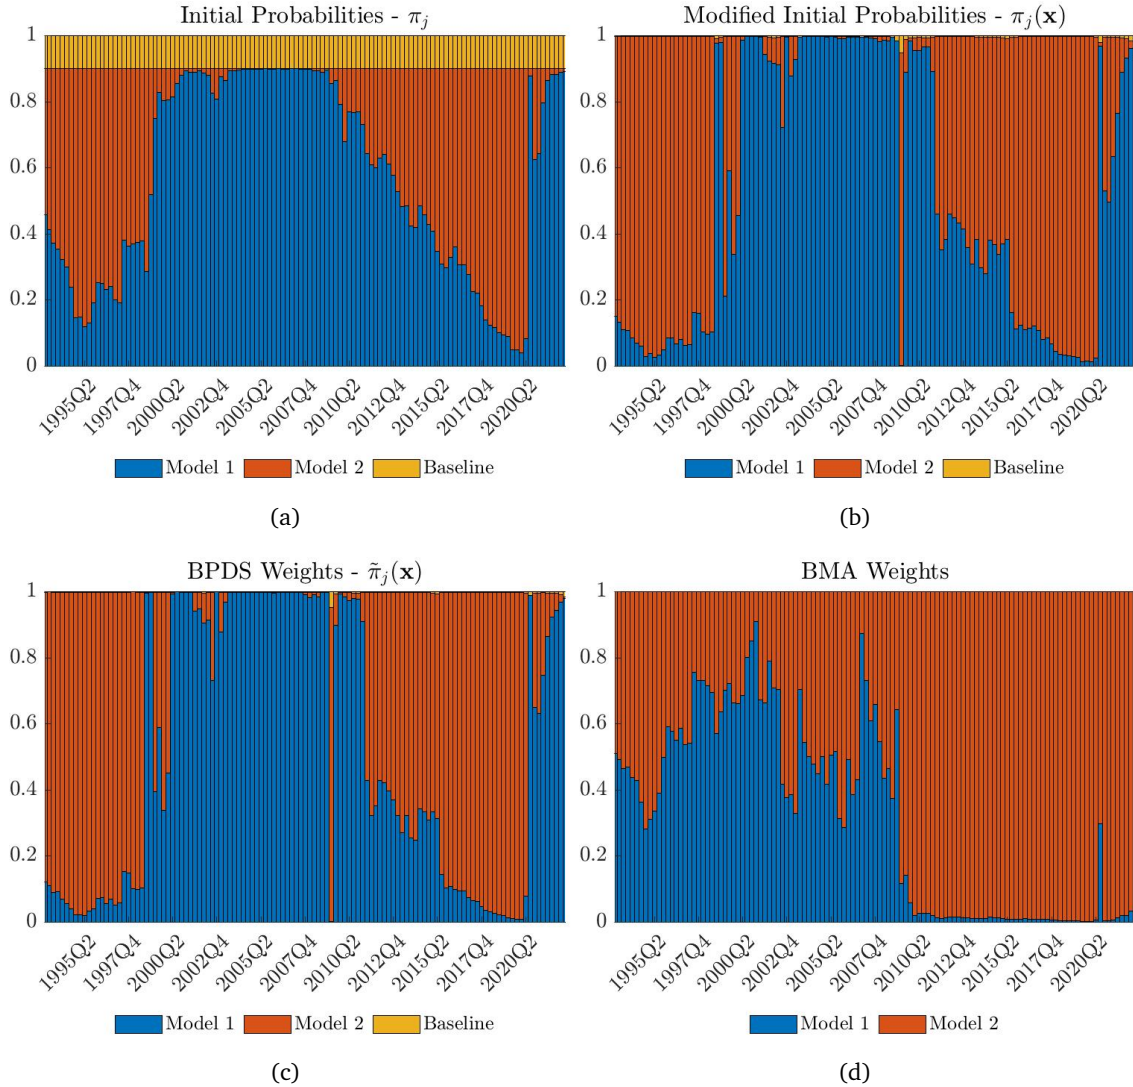 Initial Probabilities - π_j
1
0.8
0.6
0.4
0.2
0
1995Q2
1997Q4
2000Q2
2002Q4
2005Q2
2007Q4
2010Q2
2012Q4
2015Q2
2017Q4
2020Q2
Model 1 Model 2 Baseline
(a)
Modified Initial Probabilities - π_j(x)
1
0.8
0.6
0.4
0.2
0
1995Q2
1997Q4
2000Q2
2002Q4
2005Q2
2007Q4
2010Q2
2012Q4
2015Q2
2017Q4
2020Q2
Model 1 Model 2 Baseline
(b)
BPDS Weights - π̃_j(x)
1
0.8
0.6
0.4
0.2
0
1995Q2
1997Q4
2000Q2
2002Q4
2005Q2
2007Q4
2010Q2
2012Q4
2015Q2
2017Q4
2020Q2
Model 1 Model 2 Baseline
(c)
BMA Weights
1
0.8
0.6
0.4
0.2
0
1995Q2
1997Q4
2000Q2
2002Q4
2005Q2
2007Q4
2010Q2
2012Q4
2015Q2
2017Q4
2020Q2
Model 1 Model 2
(d)